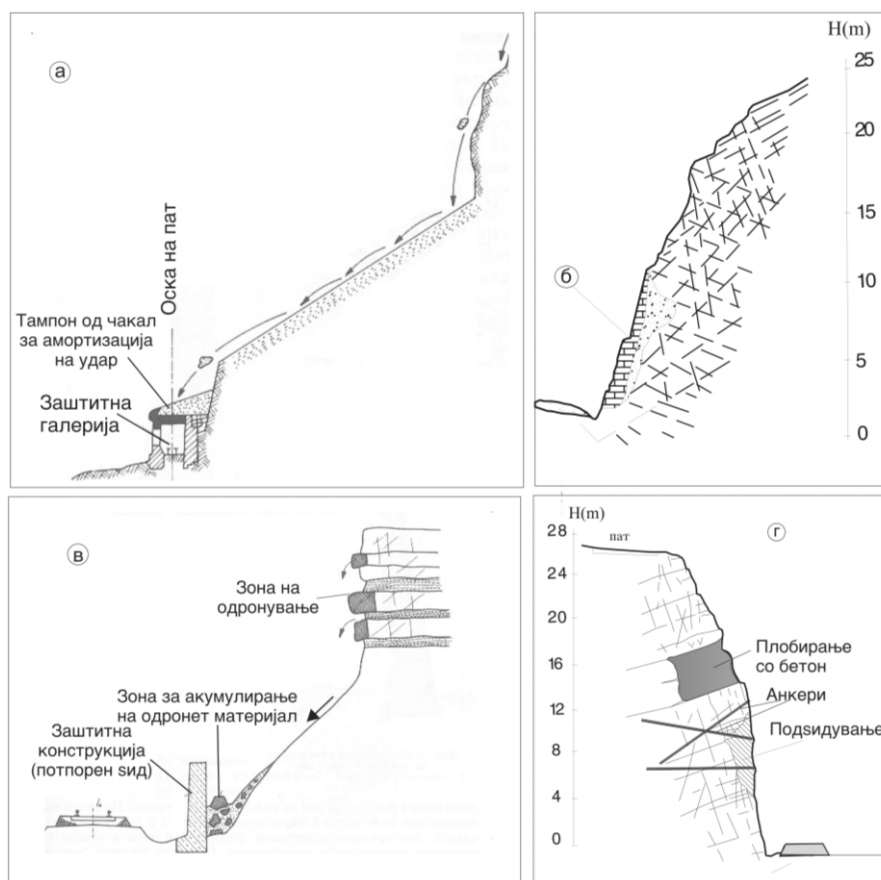 а
Оска на пат
Тампон од чакал
за амортизација
на удар
Заштитна
галерија
H(m)
25
20
15
10
5
0
б
в
Зона на
одронување
Зона за акумулирање
на одронет материјал
Заштитна
конструкција
(потпорен ѕид)
H(m)
28
24
20
16
12
8
4
0
пат
г
Плобирање
со бетон
Анкери
Подѕидување